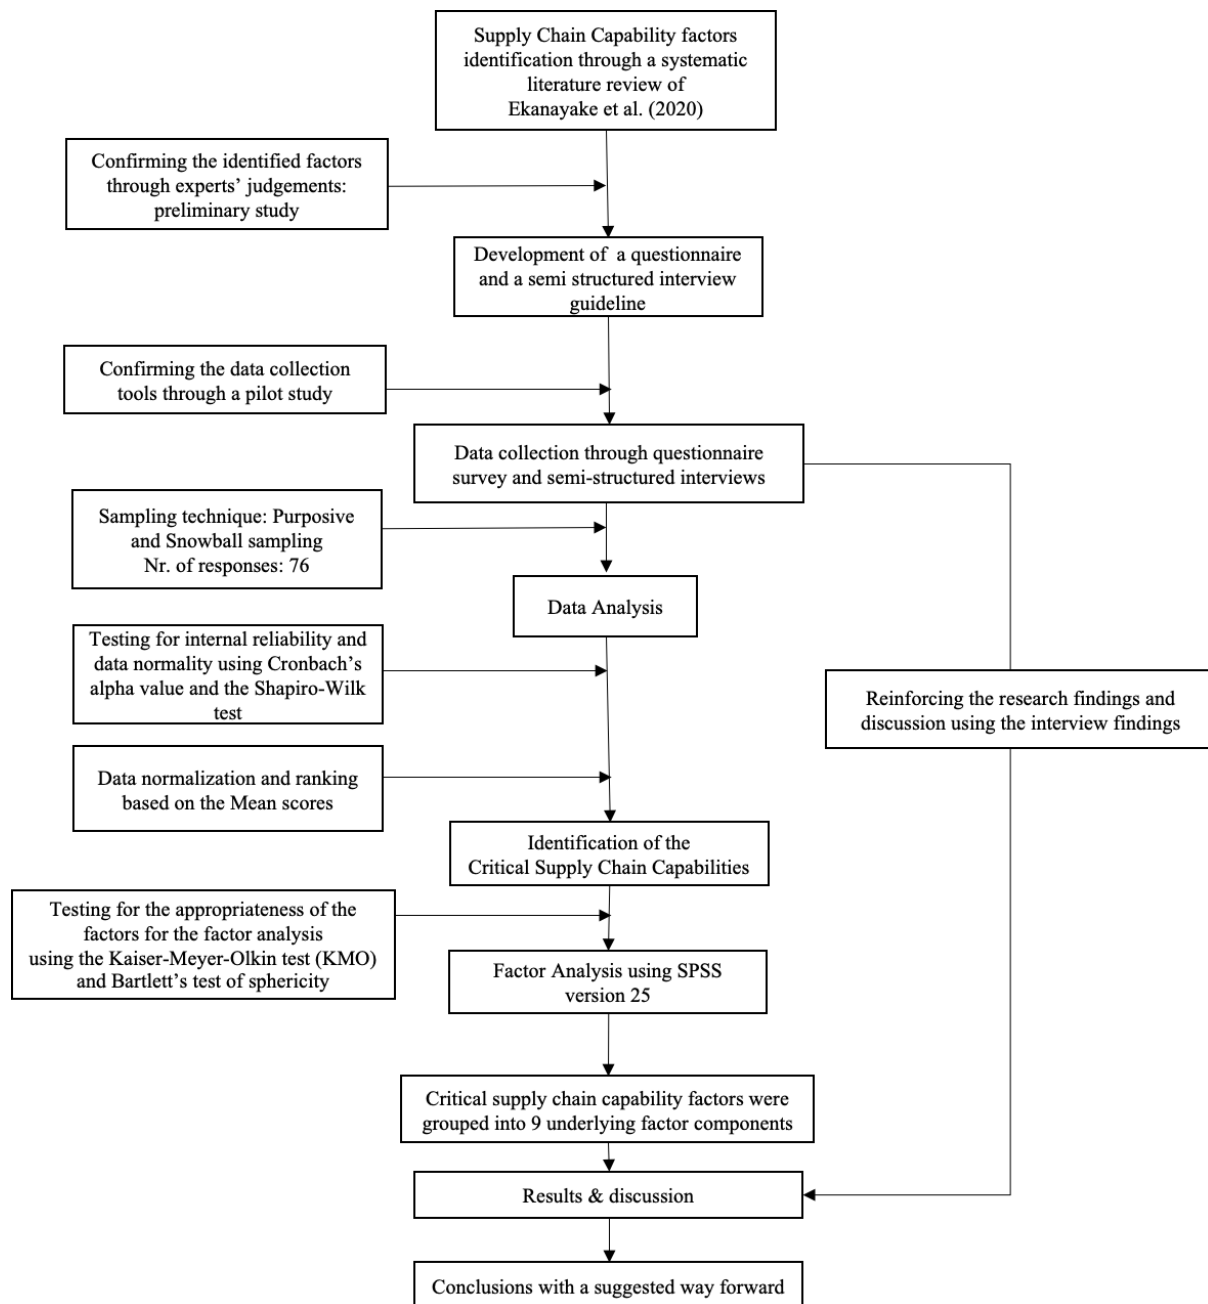 Supply Chain Capability factors
identification through a systematic
literature review of
Ekanayake et al. (2020)
Confirming the identified factors
through experts’ judgements:
preliminary study
Development of a questionnaire
and a semi structured interview
guideline
Confirming the data collection
tools through a pilot study
Data collection through questionnaire
survey and semi-structured interviews
Sampling technique: Purposive
and Snowball sampling
Nr. of responses: 76
Data Analysis
Testing for internal reliability and
data normality using Cronbach’s
alpha value and the Shapiro-Wilk
test
Reinforcing the research findings and
discussion using the interview findings
Data normalization and ranking
based on the Mean scores
Identification of the
Critical Supply Chain Capabilities
Testing for the appropriateness of the
factors for the factor analysis
using the Kaiser-Meyer-Olkin test (KMO)
and Bartlett’s test of sphericity
Factor Analysis using SPSS
version 25
Critical supply chain capability factors were
grouped into 9 underlying factor components
Results & discussion
Conclusions with a suggested way forward